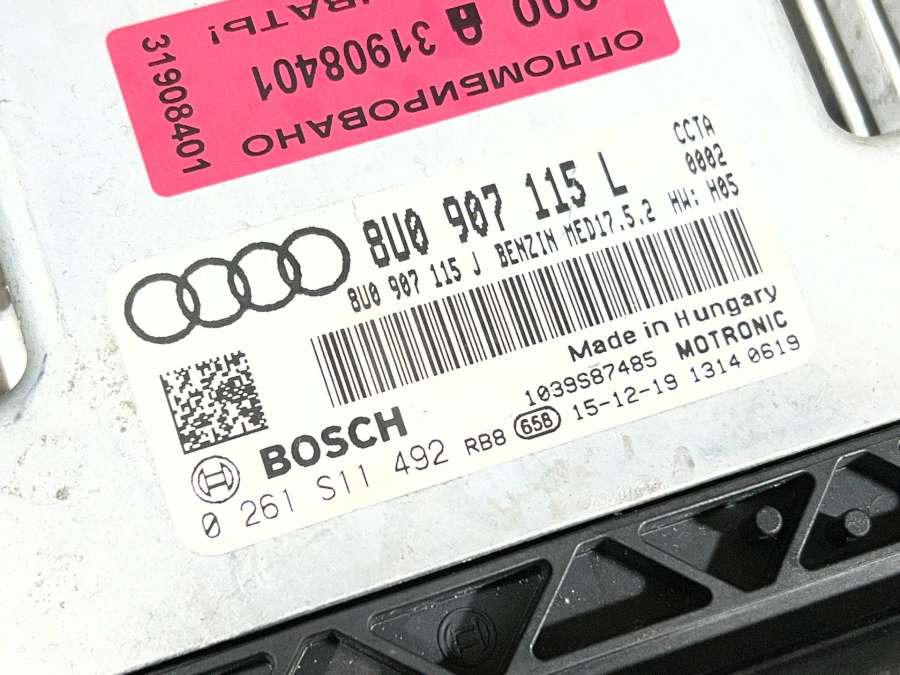 ОПЛОМБИРОВАНО
31908401
31908401
8U0 907 115 L
CCTA
0002
8U0 907 115 J BENZIN MED17.5.2 HW: H05
Made in Hungary
1039S87485 MOTRONIC
BOSCH
0 261 S11 492 RB8 658 15-12-19 1314 0619